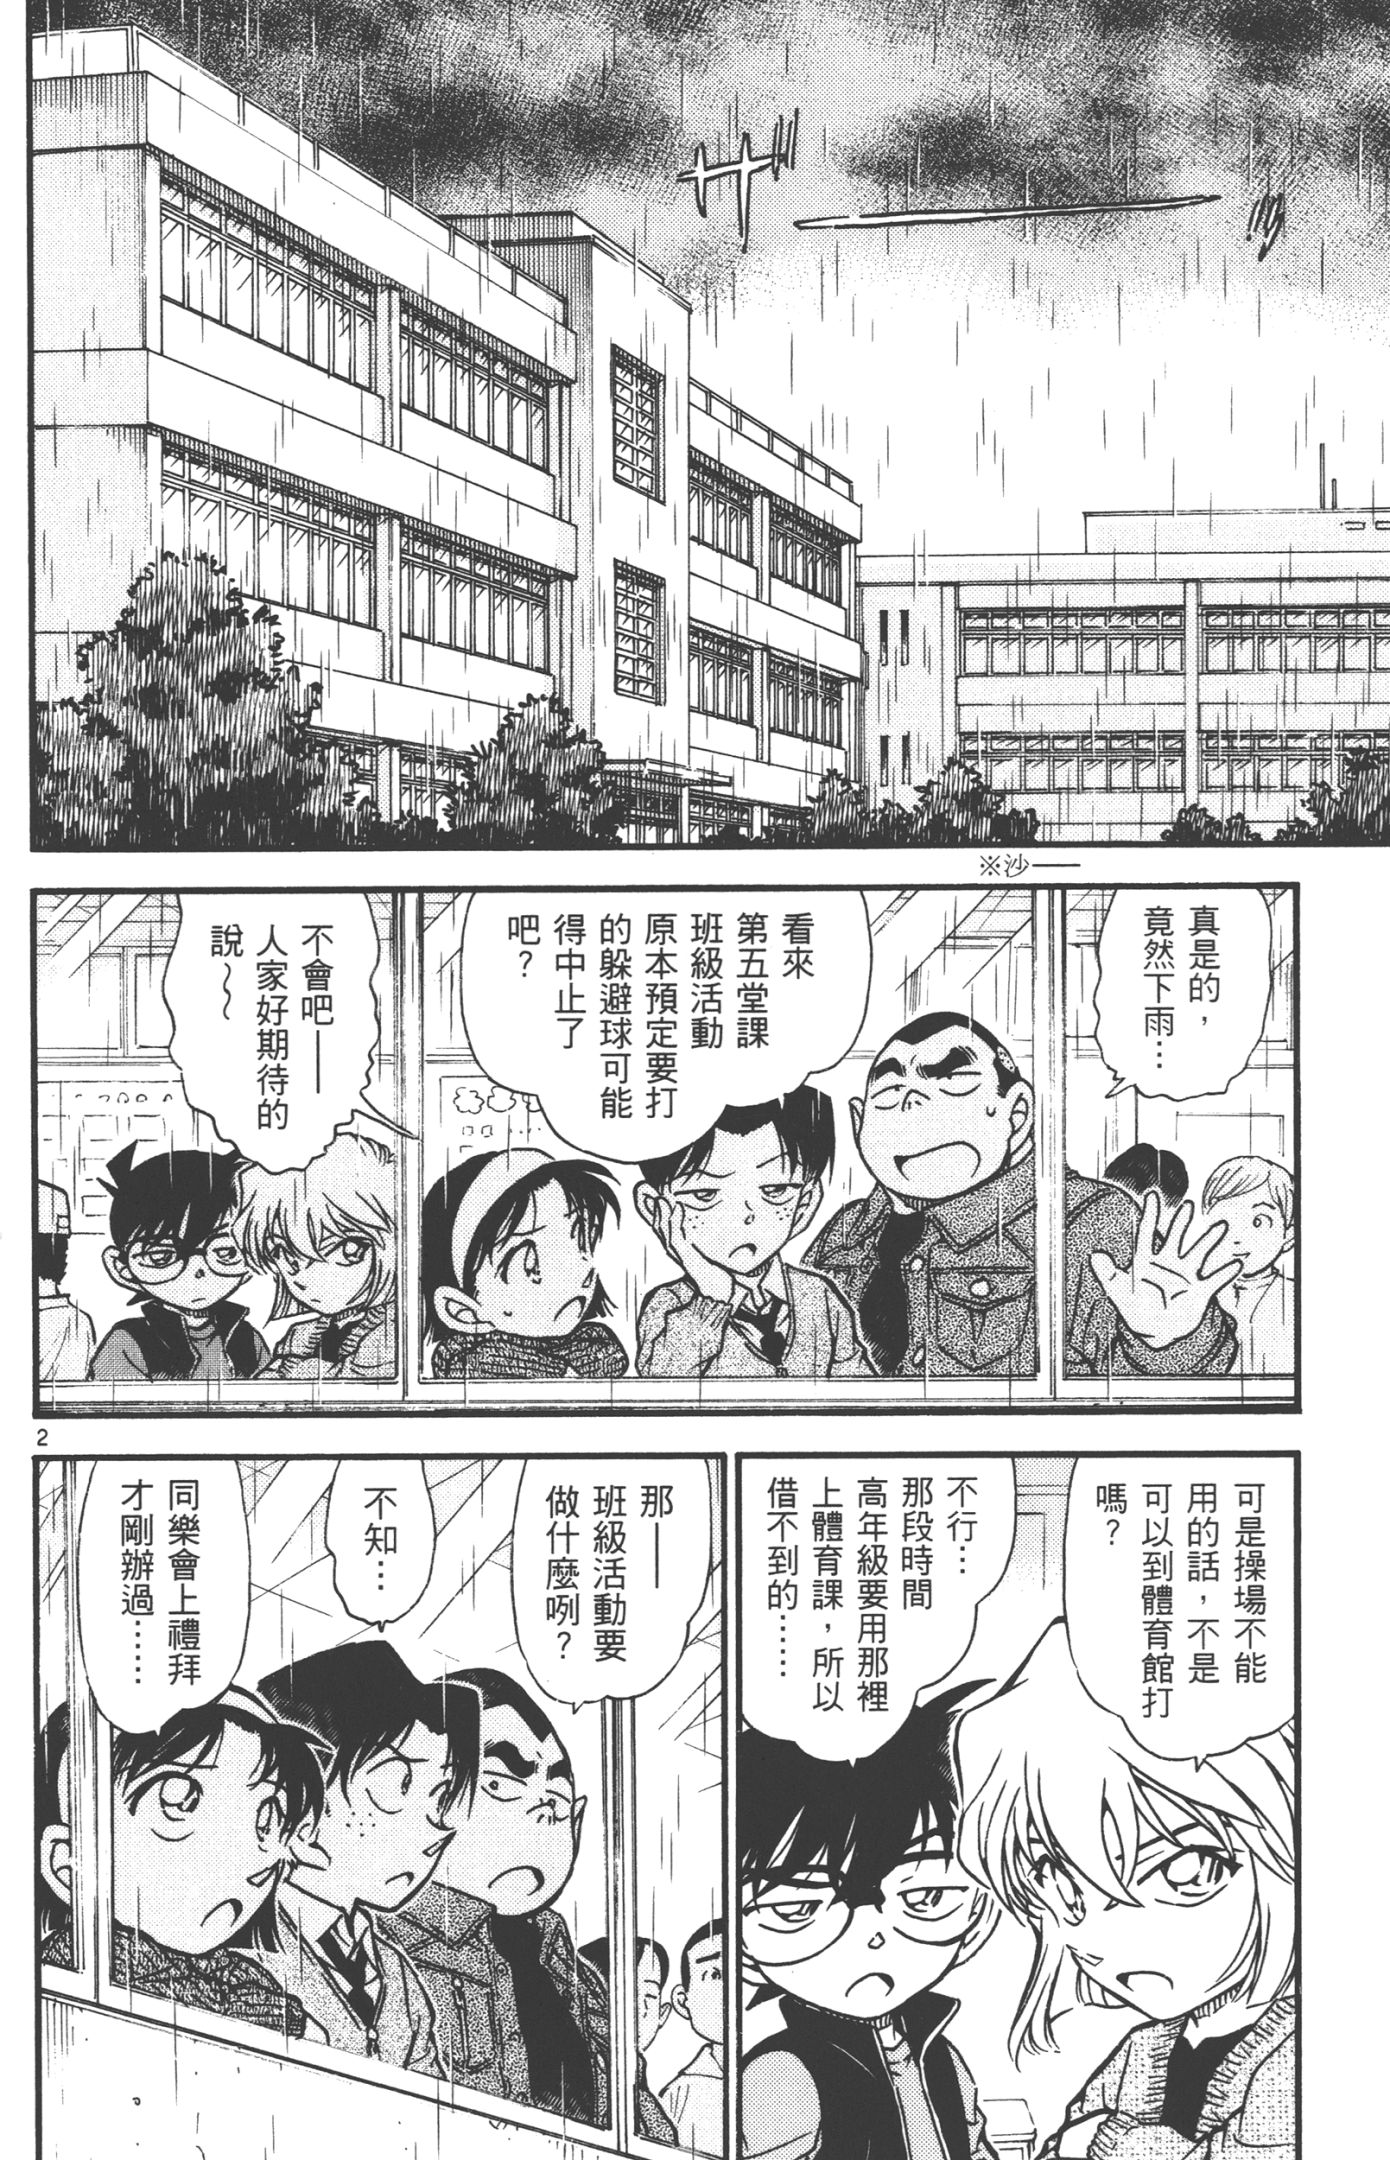 ザーッ
※沙──
真是的，
竟然下雨…
看來
第五堂課
班級活動
原本預定要打
的躲避球可能
得中止了
吧？
不會吧──
人家好期待的
說～
2
可是操場不能
用的話，不是
可以到體育館打
嗎？
不行…
那段時間
高年級要用那裡
上體育課，所以
借不到的……
那──
班級活動要
做什麼咧？
不知…
同樂會上禮拜
才剛辦過……